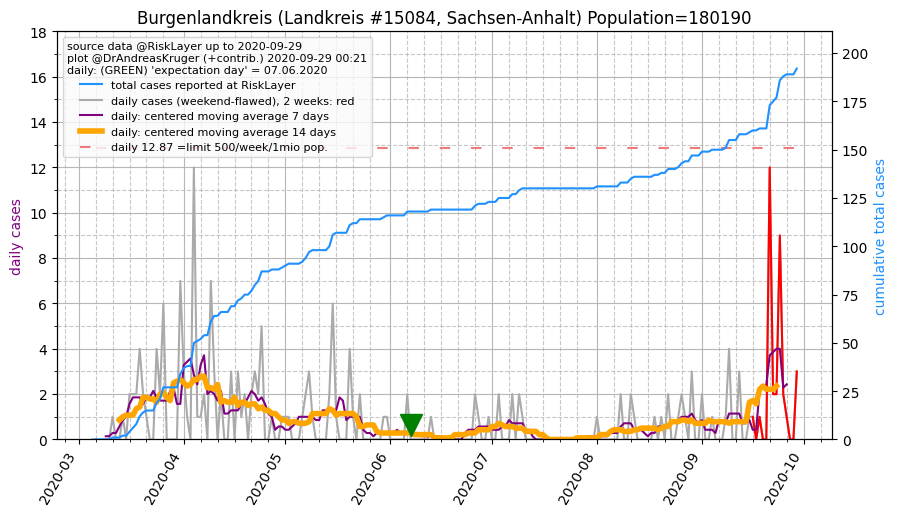 Burgenlandkreis (Landkreis #15084, Sachsen-Anhalt) Population=180190
source data @RiskLayer up to 2020-09-29
plot @DrAndreasKruger (+contrib.) 2020-09-29 00:21
daily: (GREEN) 'expectation day' = 07.06.2020
total cases reported at RiskLayer
daily cases (weekend-flawed), 2 weeks: red
daily: centered moving average 7 days
daily: centered moving average 14 days
daily 12.87 =limit 500/week/1mio pop.
daily cases
18
16
14
12
10
8
6
4
2
0
cumulative total cases
200
175
150
125
100
75
50
25
0
2020-03
2020-04
2020-05
2020-06
2020-07
2020-08
2020-09
2020-10